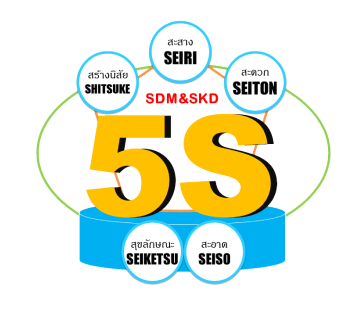 สะสาง
SEIRI
สร้างนิสัย
SHITSUKE
สะดวก
SEITON
SDM&SKD
5S
สุขลักษณะ
SEIKETSU
สะอาด
SEISO